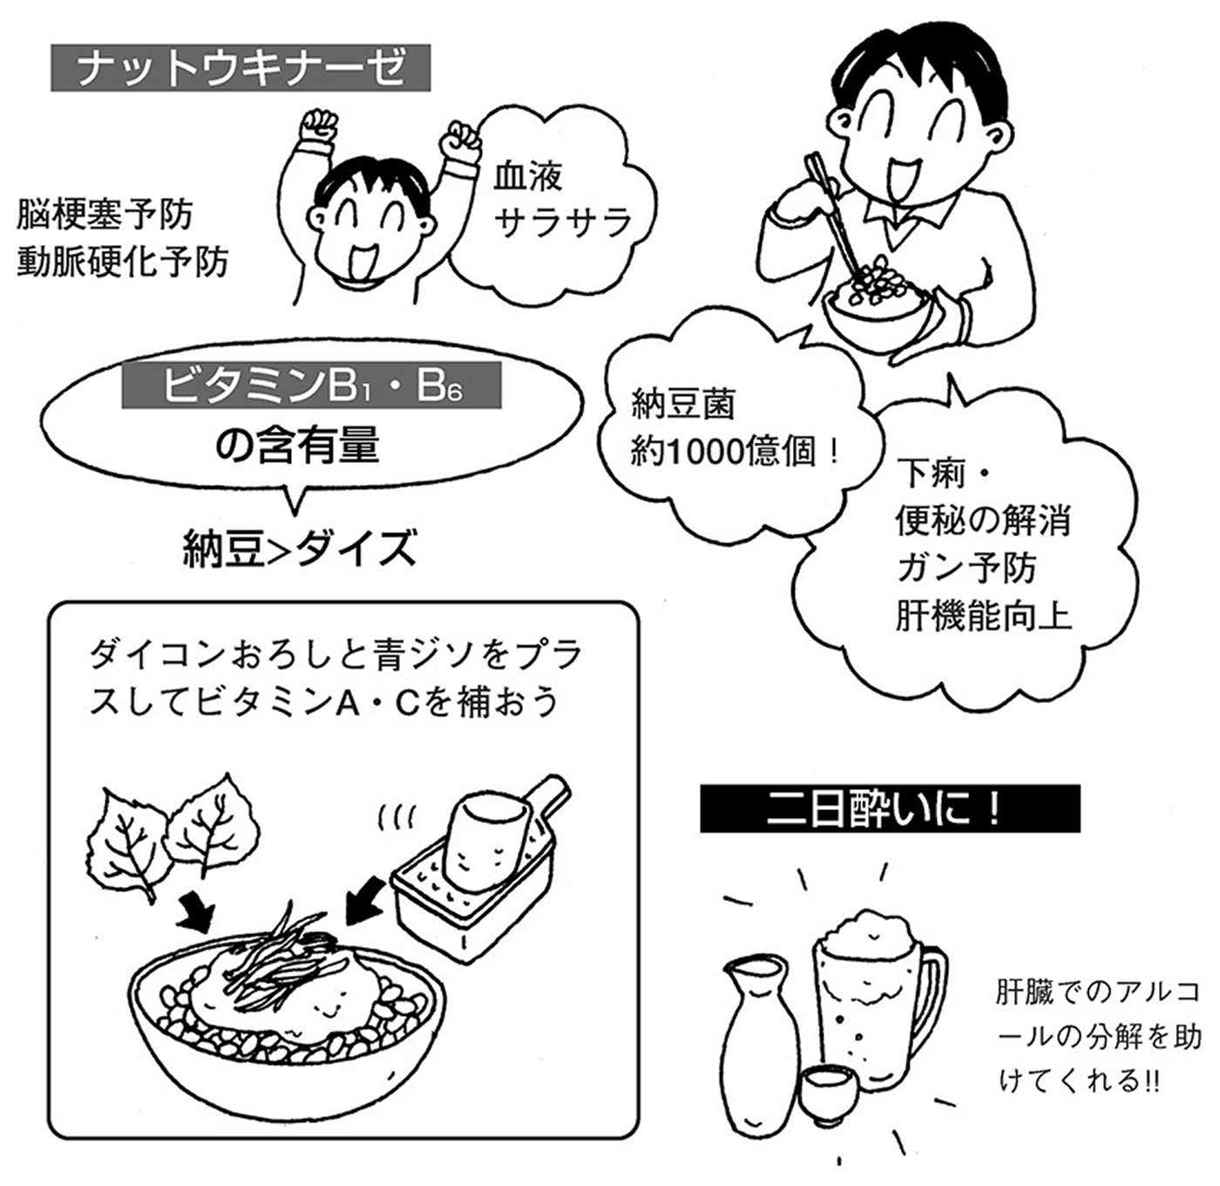 ナットウキナーゼ
脳梗塞予防
動脈硬化予防
血液
サラサラ
ビタミンB₁・B₆
の含有量
納豆>ダイズ
納豆菌
約1000億個！
下痢・
便秘の解消
ガン予防
肝機能向上
ダイコンおろしと青ジソをプラ
スしてビタミンA・Cを補おう
二日酔いに！
肝臓でのアルコ
ールの分解を助
けてくれる!!